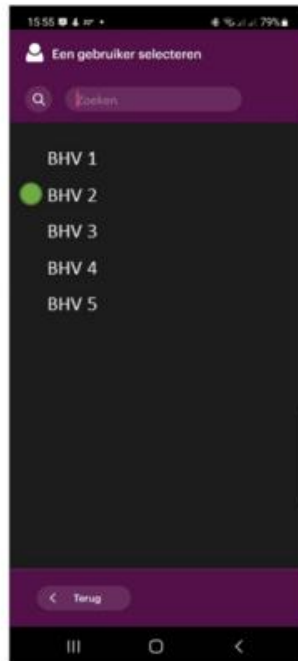 15:55
79%
Een gebruiker selecteren
Zoeken
BHV 1
BHV 2
BHV 3
BHV 4
BHV 5
Terug